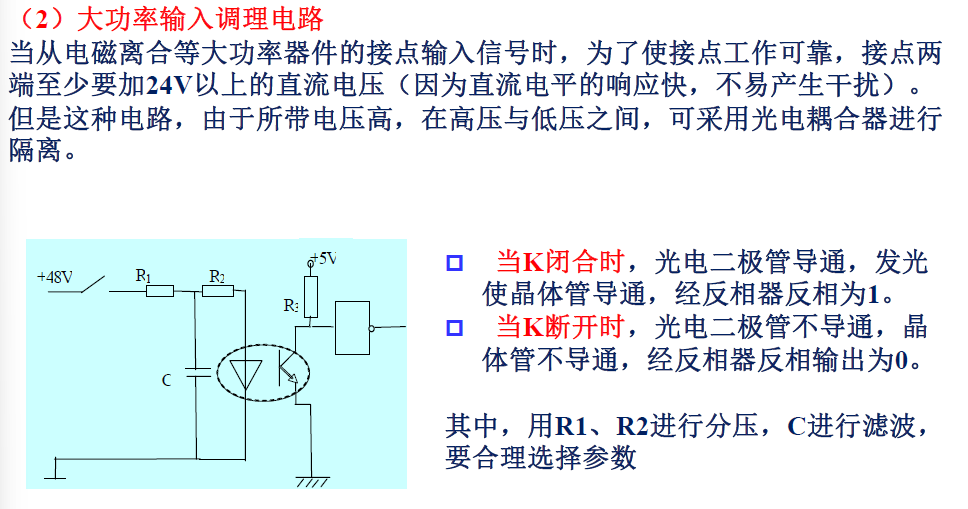 （2）大功率输入调理电路
当从电磁离合等大功率器件的接点输入信号时，为了使接点工作可靠，接点两
端至少要加24V以上的直流电压（因为直流电平的响应快，不易产生干扰）。
但是这种电路，由于所带电压高，在高压与低压之间，可采用光电耦合器进行
隔离。
+48V
R1
R2
+5V
R3
C
当K闭合时，光电二极管导通，发光
使晶体管导通，经反相器反相为1。
当K断开时，光电二极管不导通，晶
体管不导通，经反相器反相输出为0。
其中，用R1、R2进行分压，C进行滤波，
要合理选择参数